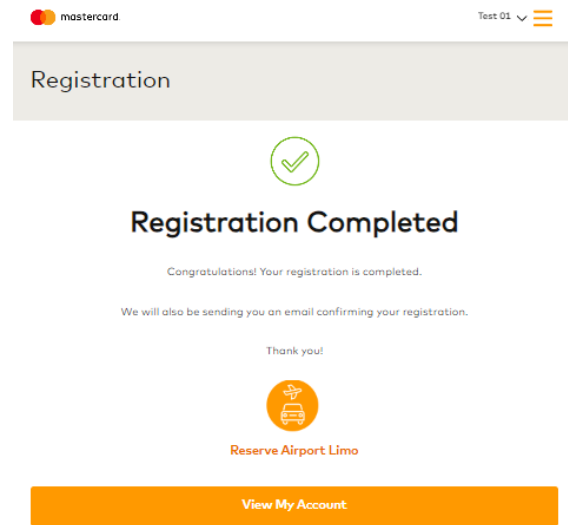 mastercard.
Test 01
Registration
Registration Completed
Congratulations! Your registration is completed.
We will also be sending you an email confirming your registration.
Thank you!
Reserve Airport Limo
View My Account